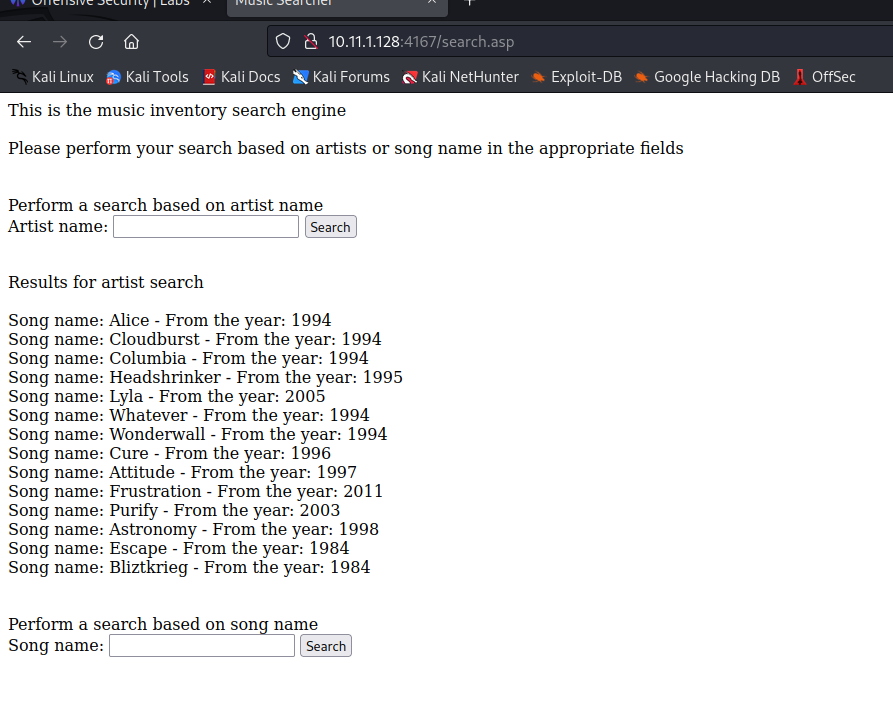 Offensive Security | Labs
Music Searcher
10.11.1.128:4167/search.asp
Kali Linux Kali Tools Kali Docs Kali Forums Kali NetHunter Exploit-DB Google Hacking DB OffSec
This is the music inventory search engine
Please perform your search based on artists or song name in the appropriate fields
Perform a search based on artist name
Artist name: Search
Results for artist search
Song name: Alice - From the year: 1994
Song name: Cloudburst - From the year: 1994
Song name: Columbia - From the year: 1994
Song name: Headshrinker - From the year: 1995
Song name: Lyla - From the year: 2005
Song name: Whatever - From the year: 1994
Song name: Wonderwall - From the year: 1994
Song name: Cure - From the year: 1996
Song name: Attitude - From the year: 1997
Song name: Frustration - From the year: 2011
Song name: Purify - From the year: 2003
Song name: Astronomy - From the year: 1998
Song name: Escape - From the year: 1984
Song name: Bliztkrieg - From the year: 1984
Perform a search based on song name
Song name: Search